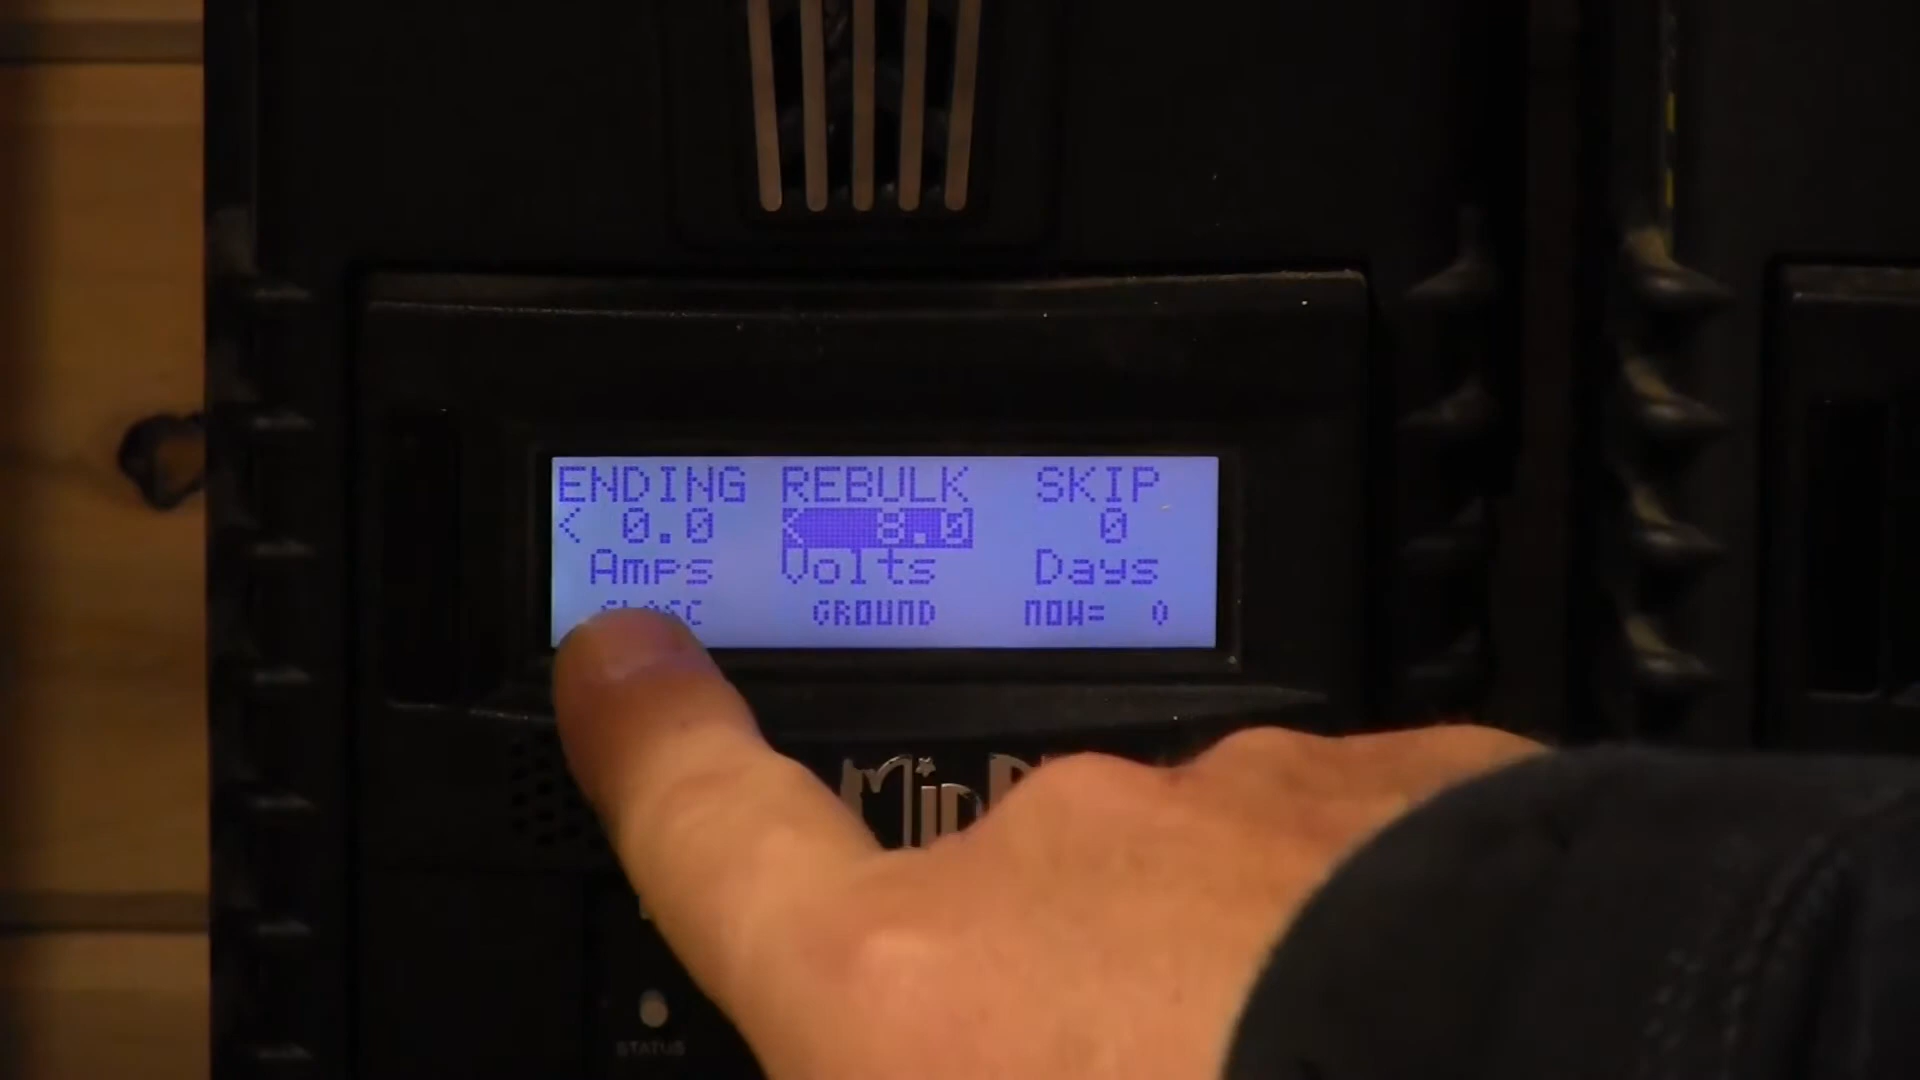 ENDING REBULK SKIP
< 0.0 < 8.0 0
Amps Volts Days
GROUND NOW= 0
STATUS